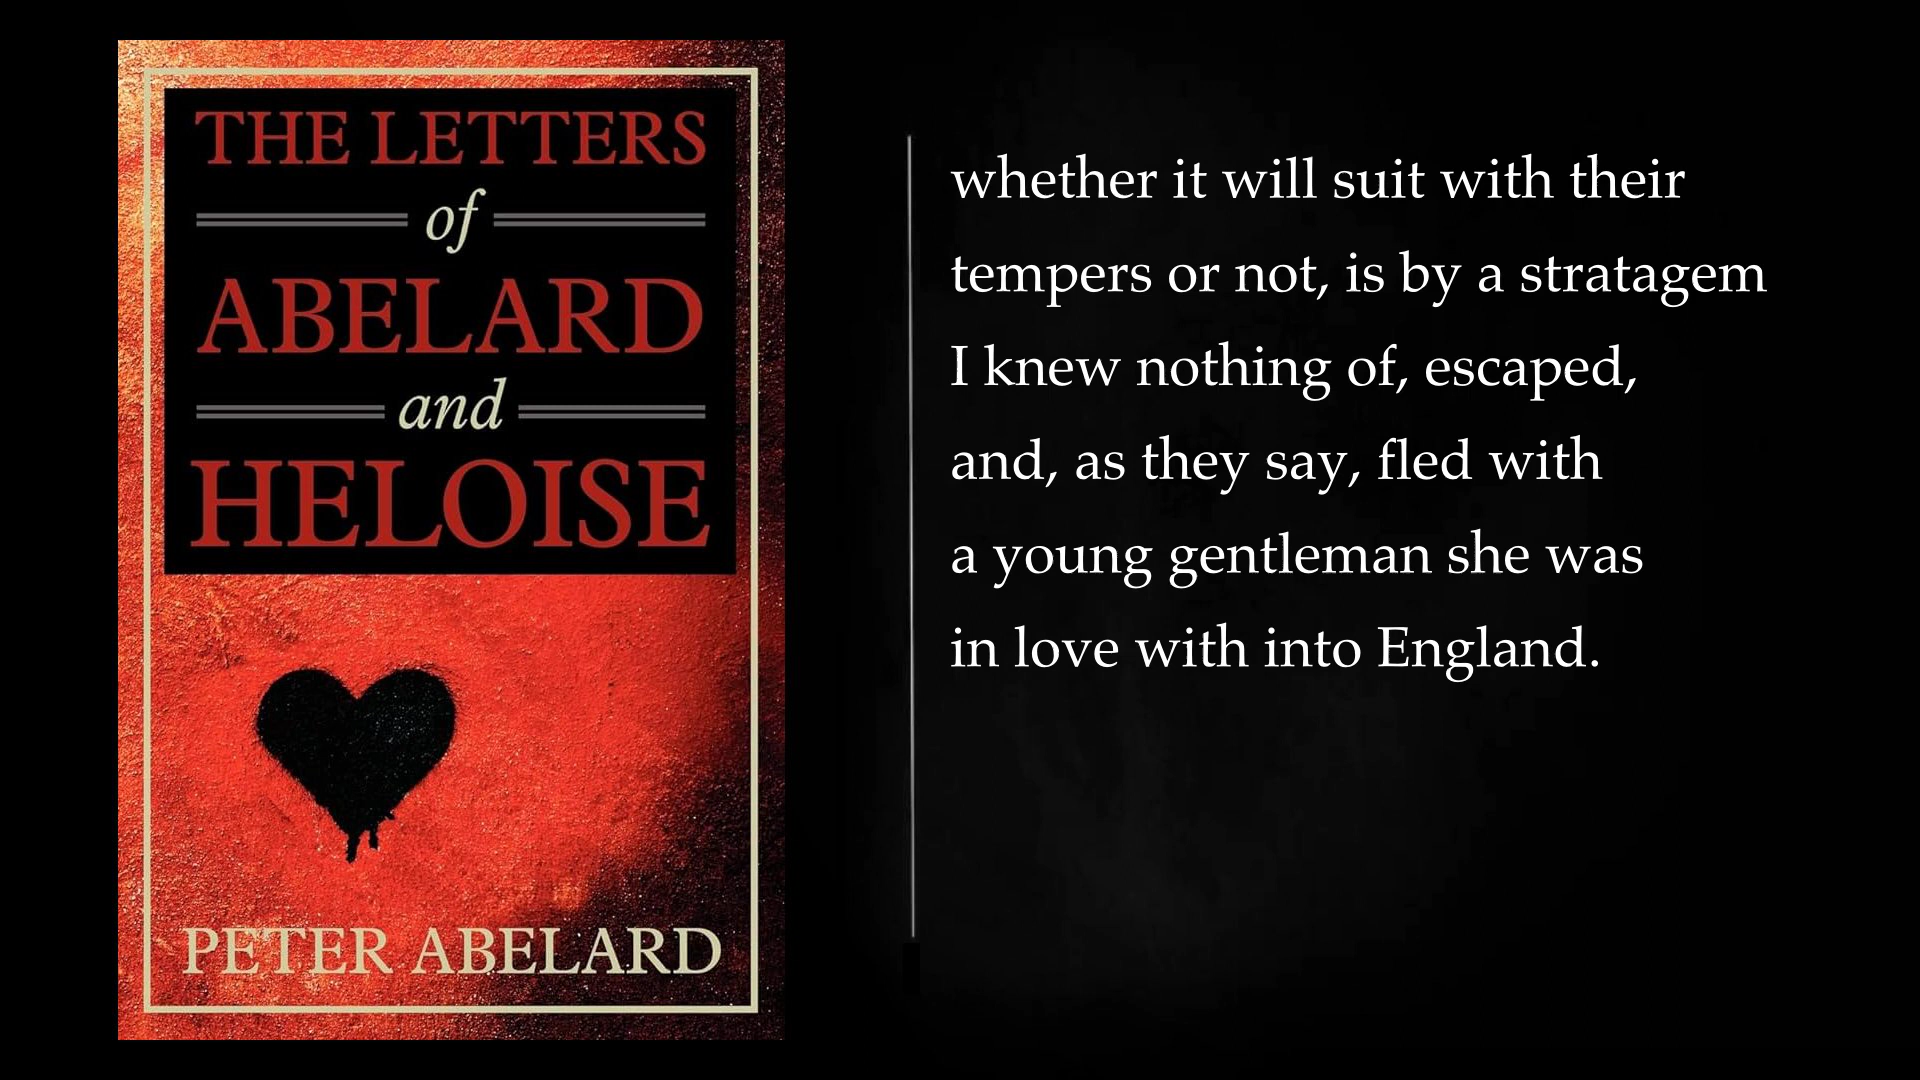 THE LETTERS
of
ABELARD
and
HELOISE
PETER ABELARD
whether it will suit with their
tempers or not, is by a stratagem
I knew nothing of, escaped,
and, as they say, fled with
a young gentleman she was
in love with into England.